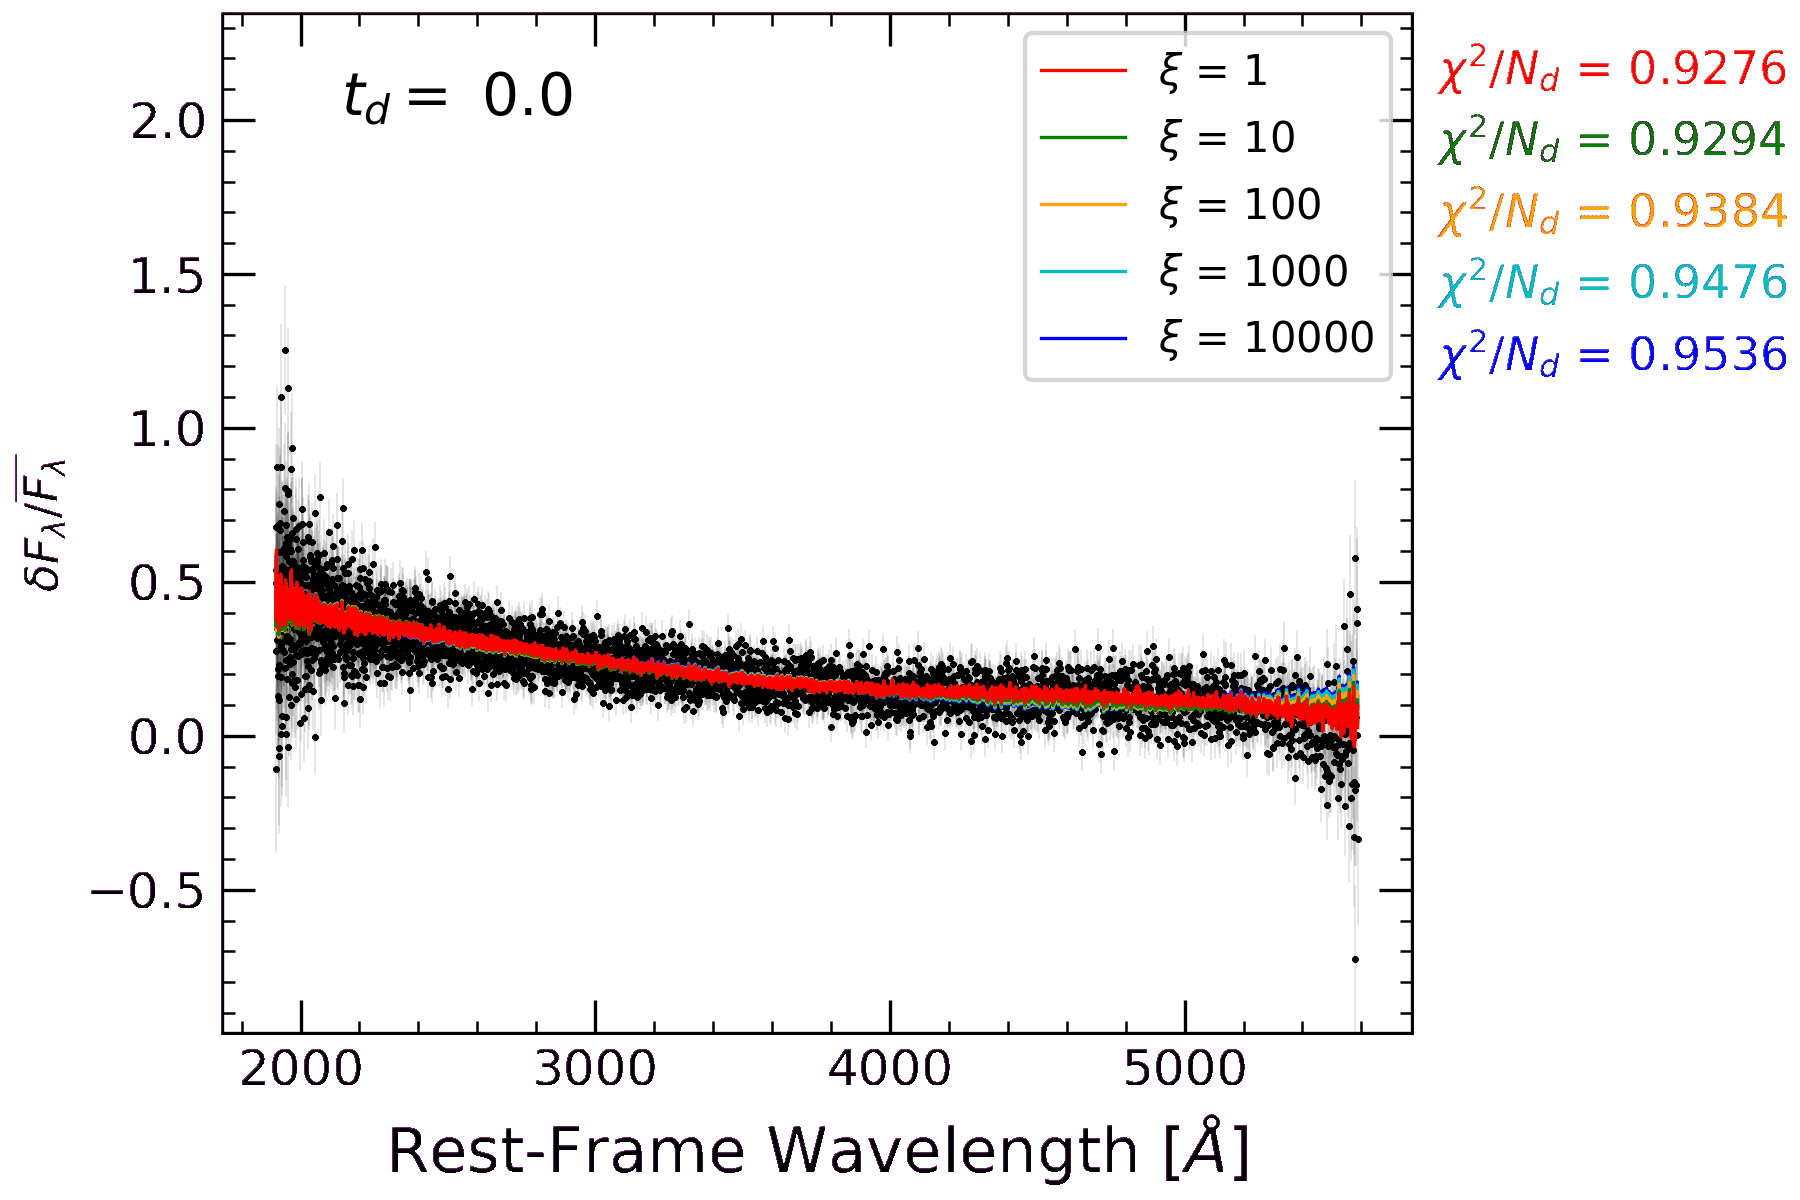 t_d = 0.0
ξ = 1
ξ = 10
ξ = 100
ξ = 1000
ξ = 10000
χ²/N_d = 0.9276
χ²/N_d = 0.9294
χ²/N_d = 0.9384
χ²/N_d = 0.9476
χ²/N_d = 0.9536
2.0
1.5
1.0
0.5
0.0
−0.5
δF_λ/F̅_λ
2000 3000 4000 5000
Rest-Frame Wavelength [Å]